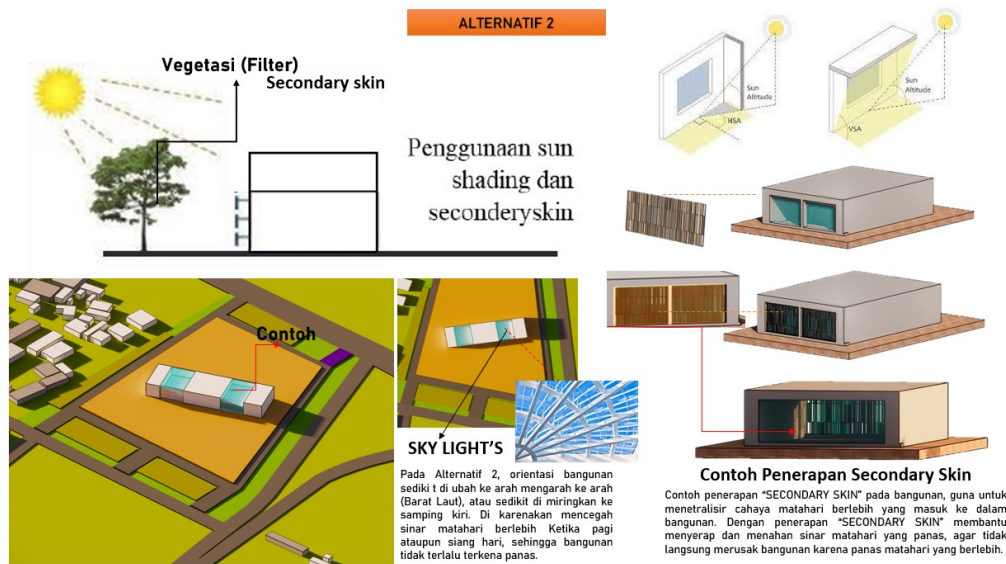 ALTERNATIF 2
Vegetasi (Filter)
Secondary skin
Penggunaan sun
shading dan
seconderyskin
Sun
Altitude
HSA
Sun
Altitude
VSA
Contoh
SKY LIGHT'S
Pada Alternatif 2, orientasi bangunan
sediki t di ubah ke arah mengarah ke arah
(Barat Laut), atau sedikit di miringkan ke
samping kiri. Di karenakan mencegah
sinar matahari berlebih Ketika pagi
ataupun siang hari, sehingga bangunan
tidak terlalu terkena panas.
Contoh Penerapan Secondary Skin
Contoh penerapan “SECONDARY SKIN” pada bangunan, guna untuk
menetralisir cahaya matahari berlebih yang masuk ke dalam
bangunan. Dengan penerapan “SECONDARY SKIN” membantu
menyerap dan menahan sinar matahari yang panas, agar tidak
langsung merusak bangunan karena panas matahari yang berlebih.